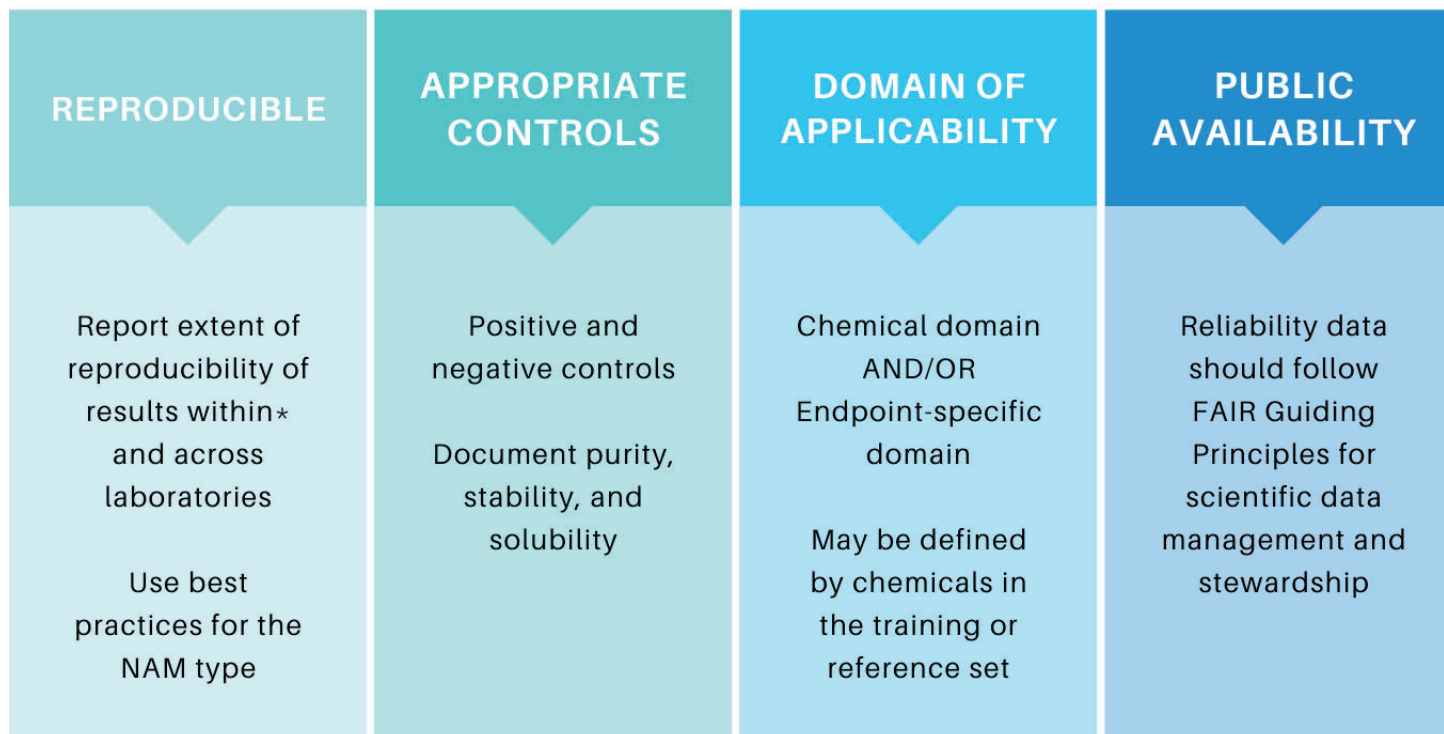 REPRODUCIBLE
Report extent of
reproducibility of
results within*
and across
laboratories
Use best
practices for the
NAM type
APPROPRIATE
CONTROLS
Positive and
negative controls
Document purity,
stability, and
solubility
DOMAIN OF
APPLICABILITY
Chemical domain
AND/OR
Endpoint-specific
domain
May be defined
by chemicals in
the training or
reference set
PUBLIC
AVAILABILITY
Reliability data
should follow
FAIR Guiding
Principles for
scientific data
management and
stewardship